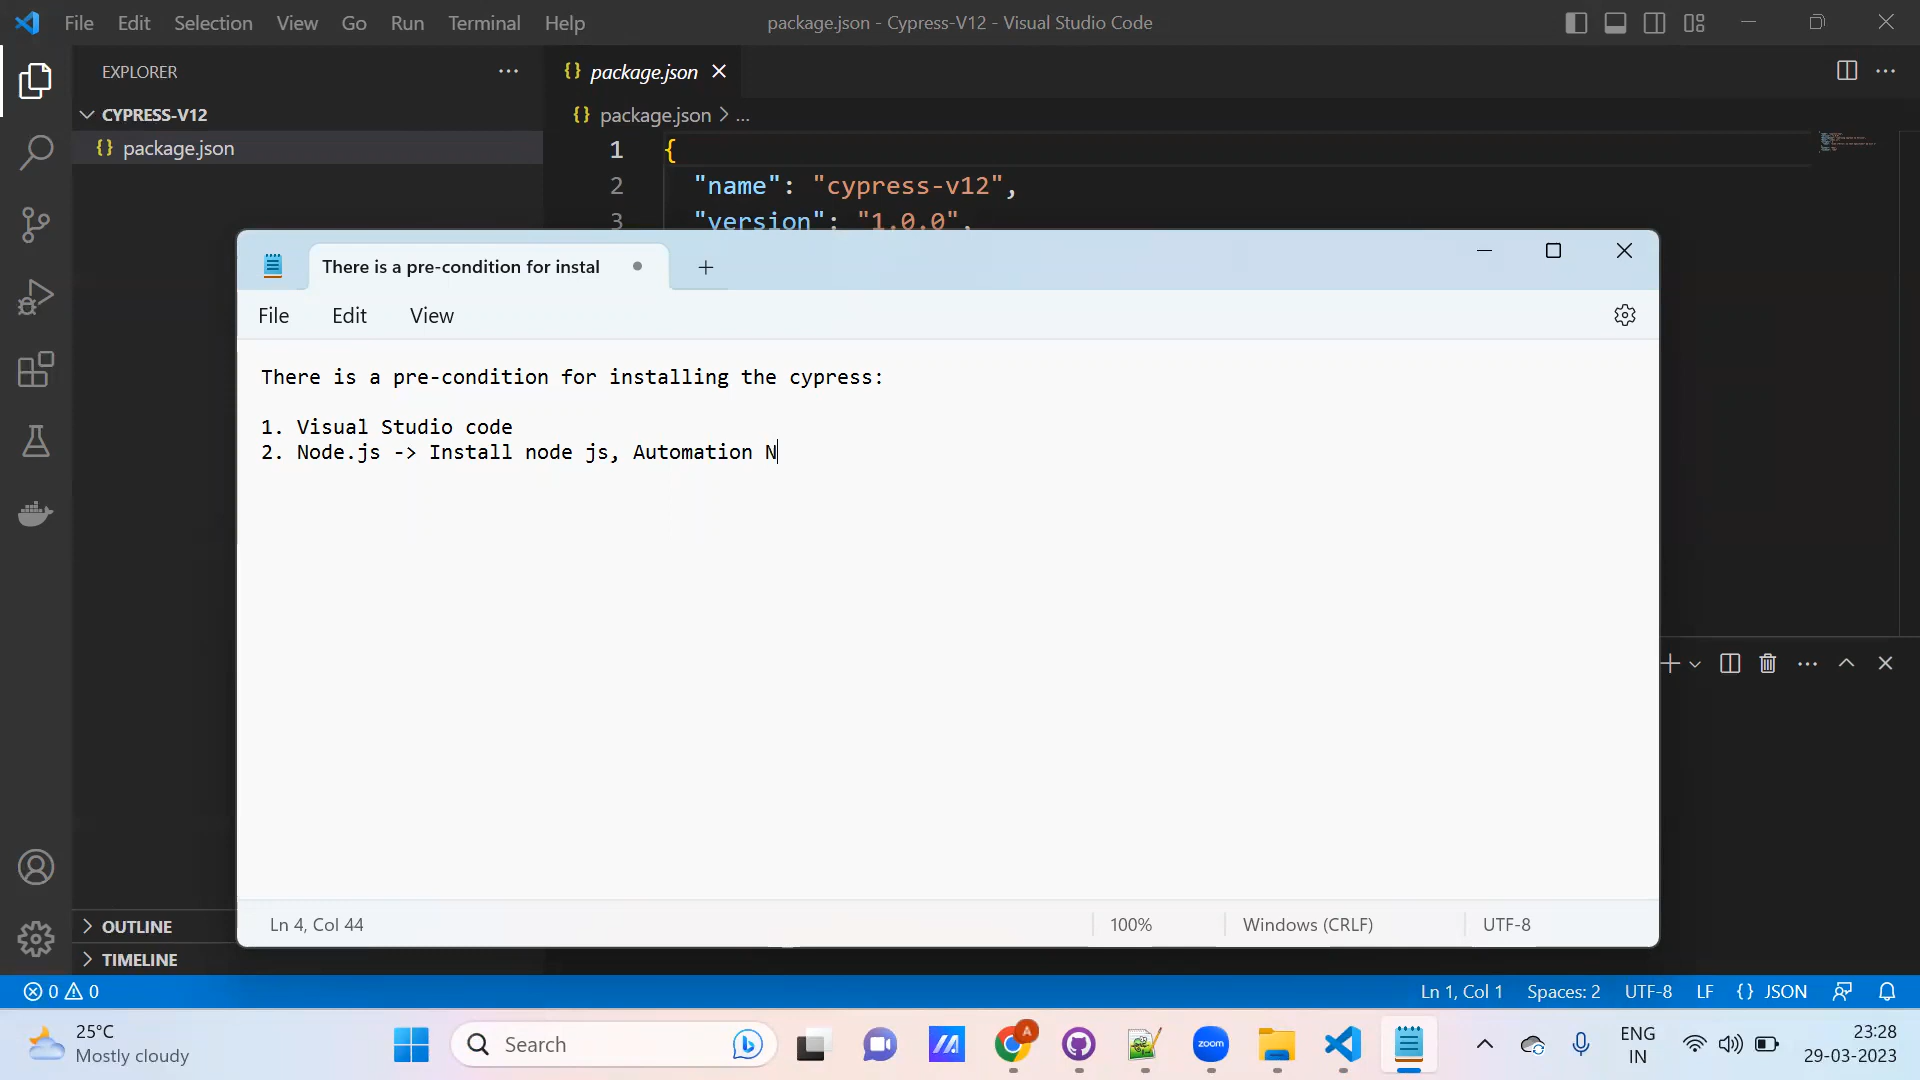 File Edit Selection View Go Run Terminal Help
package.json - Cypress-V12 - Visual Studio Code
EXPLORER
package.json
CYPRESS-V12
package.json > ...
package.json
1 {
2 "name": "cypress-v12",
3 "version": "1.0.0",
There is a pre-condition for instal
File Edit View
There is a pre-condition for installing the cypress:
1. Visual Studio code
2. Node.js -> Install node js, Automation N
Ln 4, Col 44
100%
Windows (CRLF)
UTF-8
OUTLINE
TIMELINE
0 0
Ln 1, Col 1 Spaces: 2 UTF-8 LF {} JSON
25°C
Mostly cloudy
Search
A
zoom
ENG
IN
23:28
29-03-2023